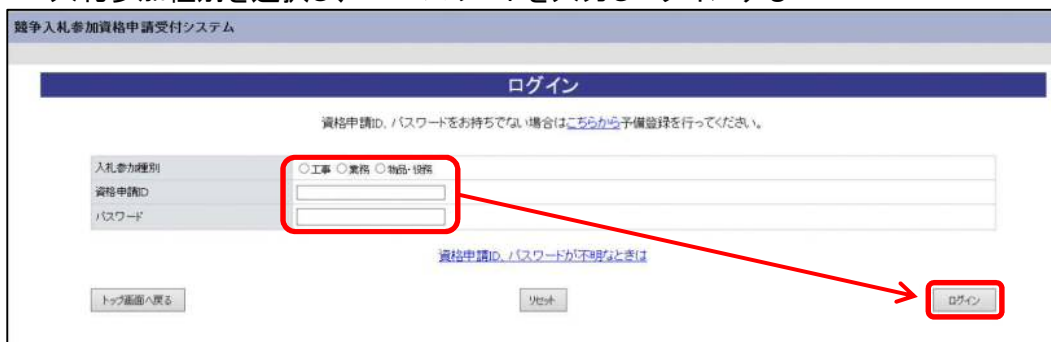 競争入札参加資格申請受付システム
ログイン
資格申請ID、パスワードをお持ちでない場合はこちらから予備登録を行ってください。
入札参加種別
○工事 ○業務 ○物品・役務
資格申請ID
パスワード
資格申請ID、パスワードが不明なときは
トップ画面へ戻る
リセット
ログイン